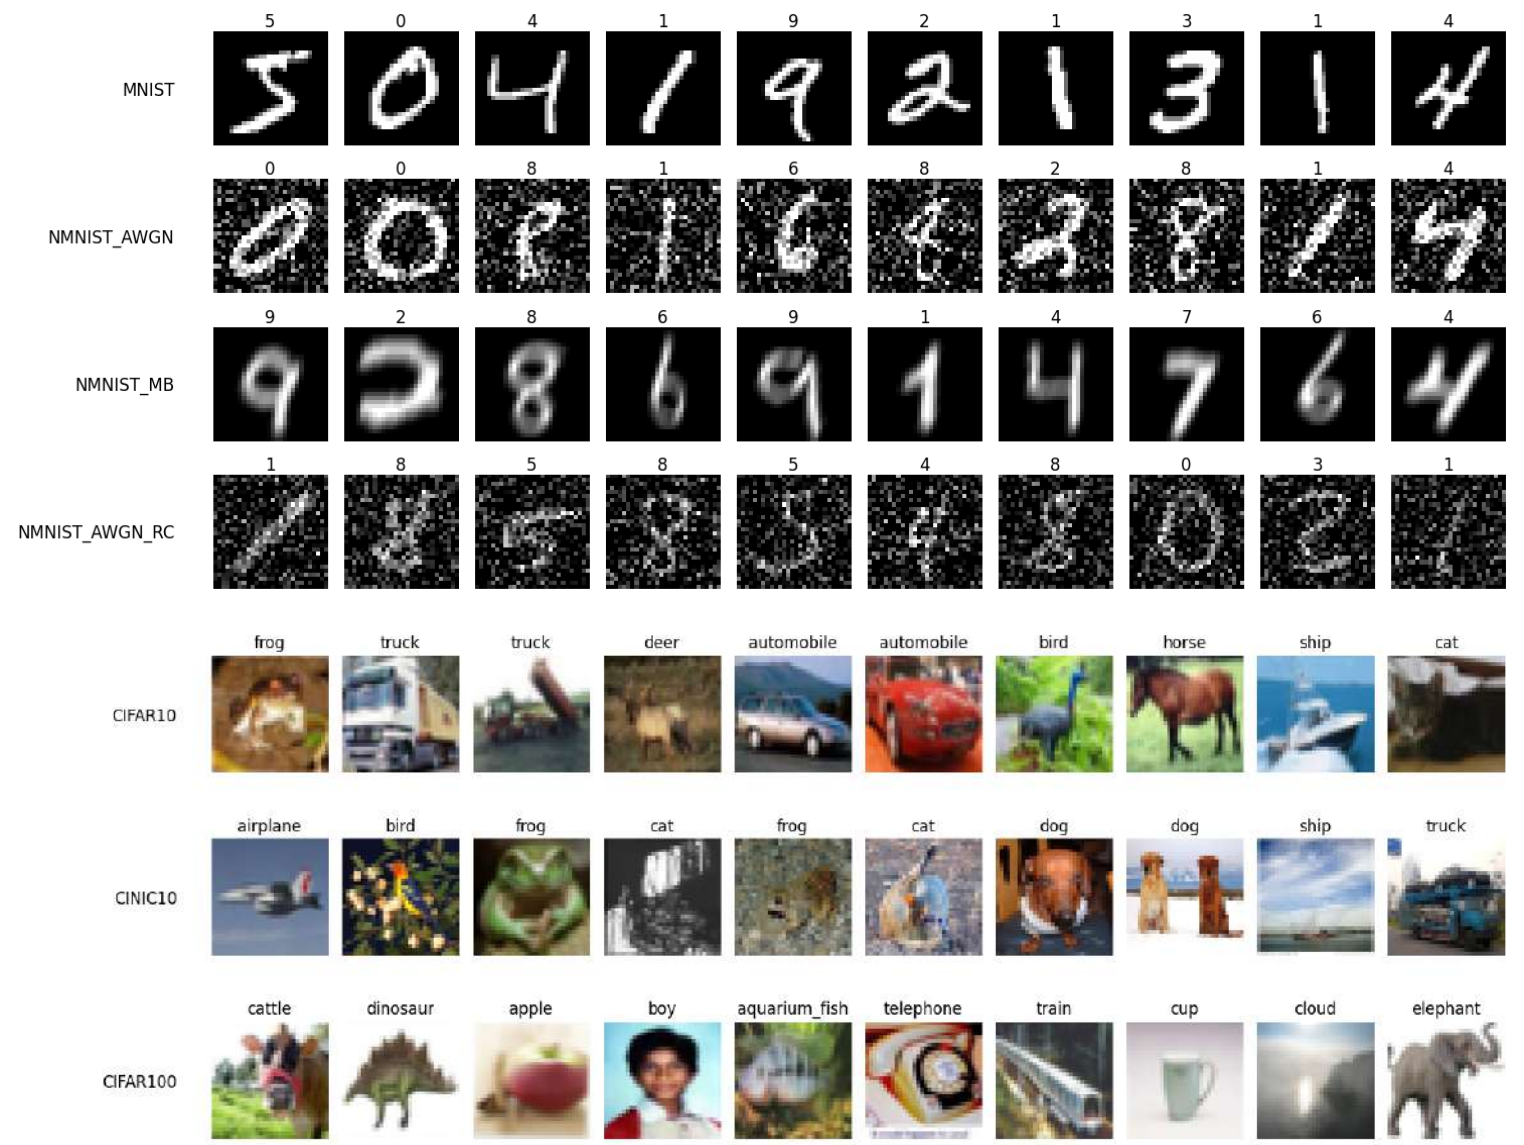 5 0 4 1 9 2 1 3 1 4
MNIST
0 0 8 1 6 8 2 8 1 4
NMNIST_AWGN
9 2 8 6 9 1 4 7 6 4
NMNIST_MB
1 8 5 8 5 4 8 0 3 1
NMNIST_AWGN_RC
frog truck truck deer automobile automobile bird horse ship cat
CIFAR10
airplane bird frog cat frog cat dog dog ship truck
CINIC10
cattle dinosaur apple boy aquarium_fish telephone train cup cloud elephant
CIFAR100